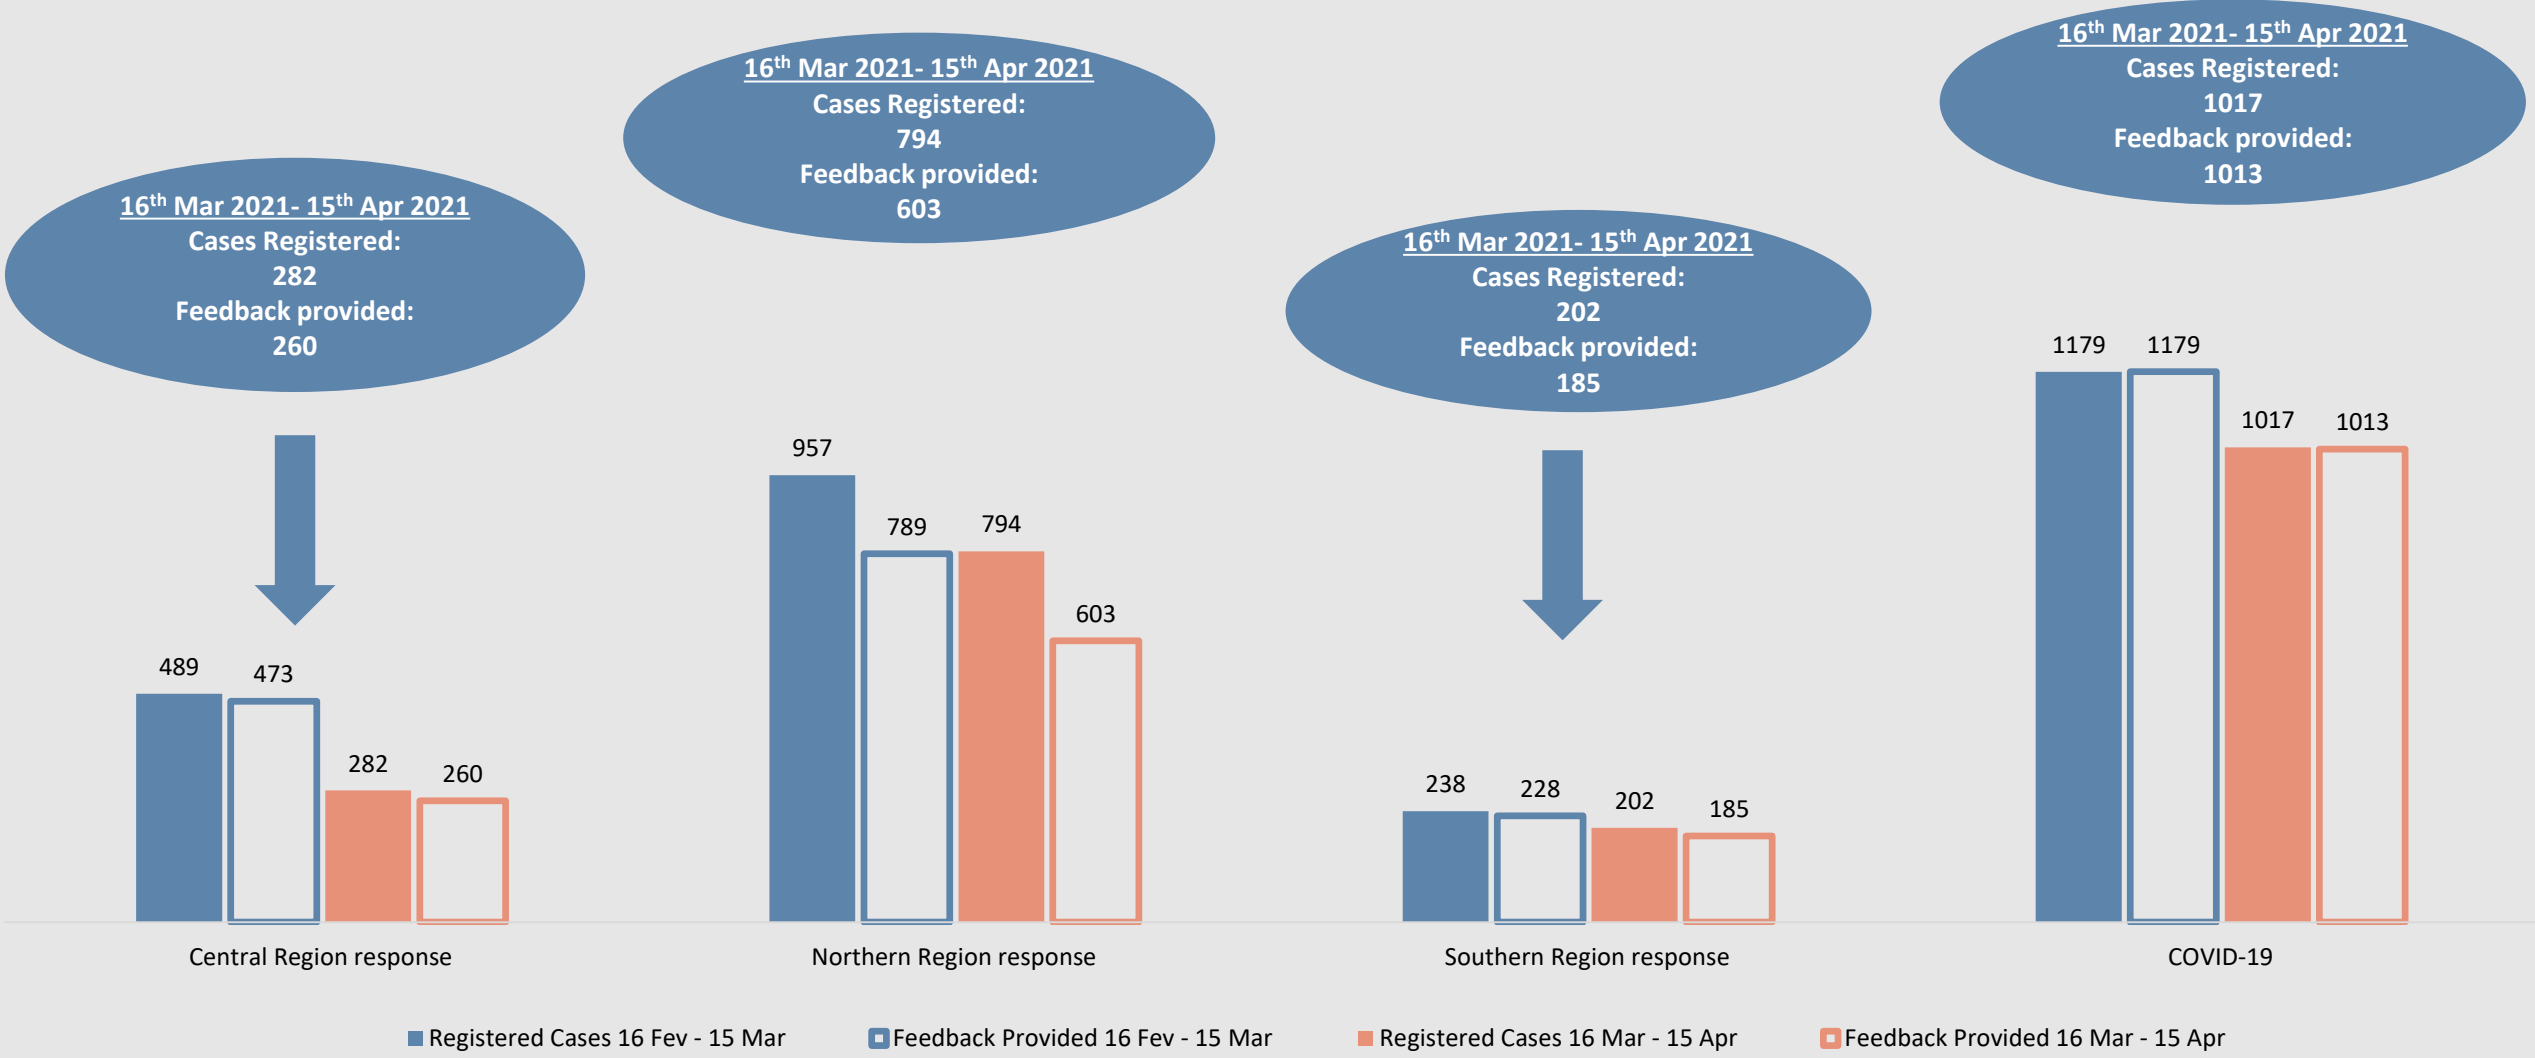 16th Mar 2021- 15th Apr 2021
Cases Registered:
282
Feedback provided:
260
16th Mar 2021- 15th Apr 2021
Cases Registered:
794
Feedback provided:
603
16th Mar 2021- 15th Apr 2021
Cases Registered:
202
Feedback provided:
185
16th Mar 2021- 15th Apr 2021
Cases Registered:
1017
Feedback provided:
1013
489
473
282
260
957
789
794
603
238
228
202
185
1179
1179
1017
1013
Central Region response
Northern Region response
Southern Region response
COVID-19
Registered Cases 16 Fev - 15 Mar
Feedback Provided 16 Fev - 15 Mar
Registered Cases 16 Mar - 15 Apr
Feedback Provided 16 Mar - 15 Apr